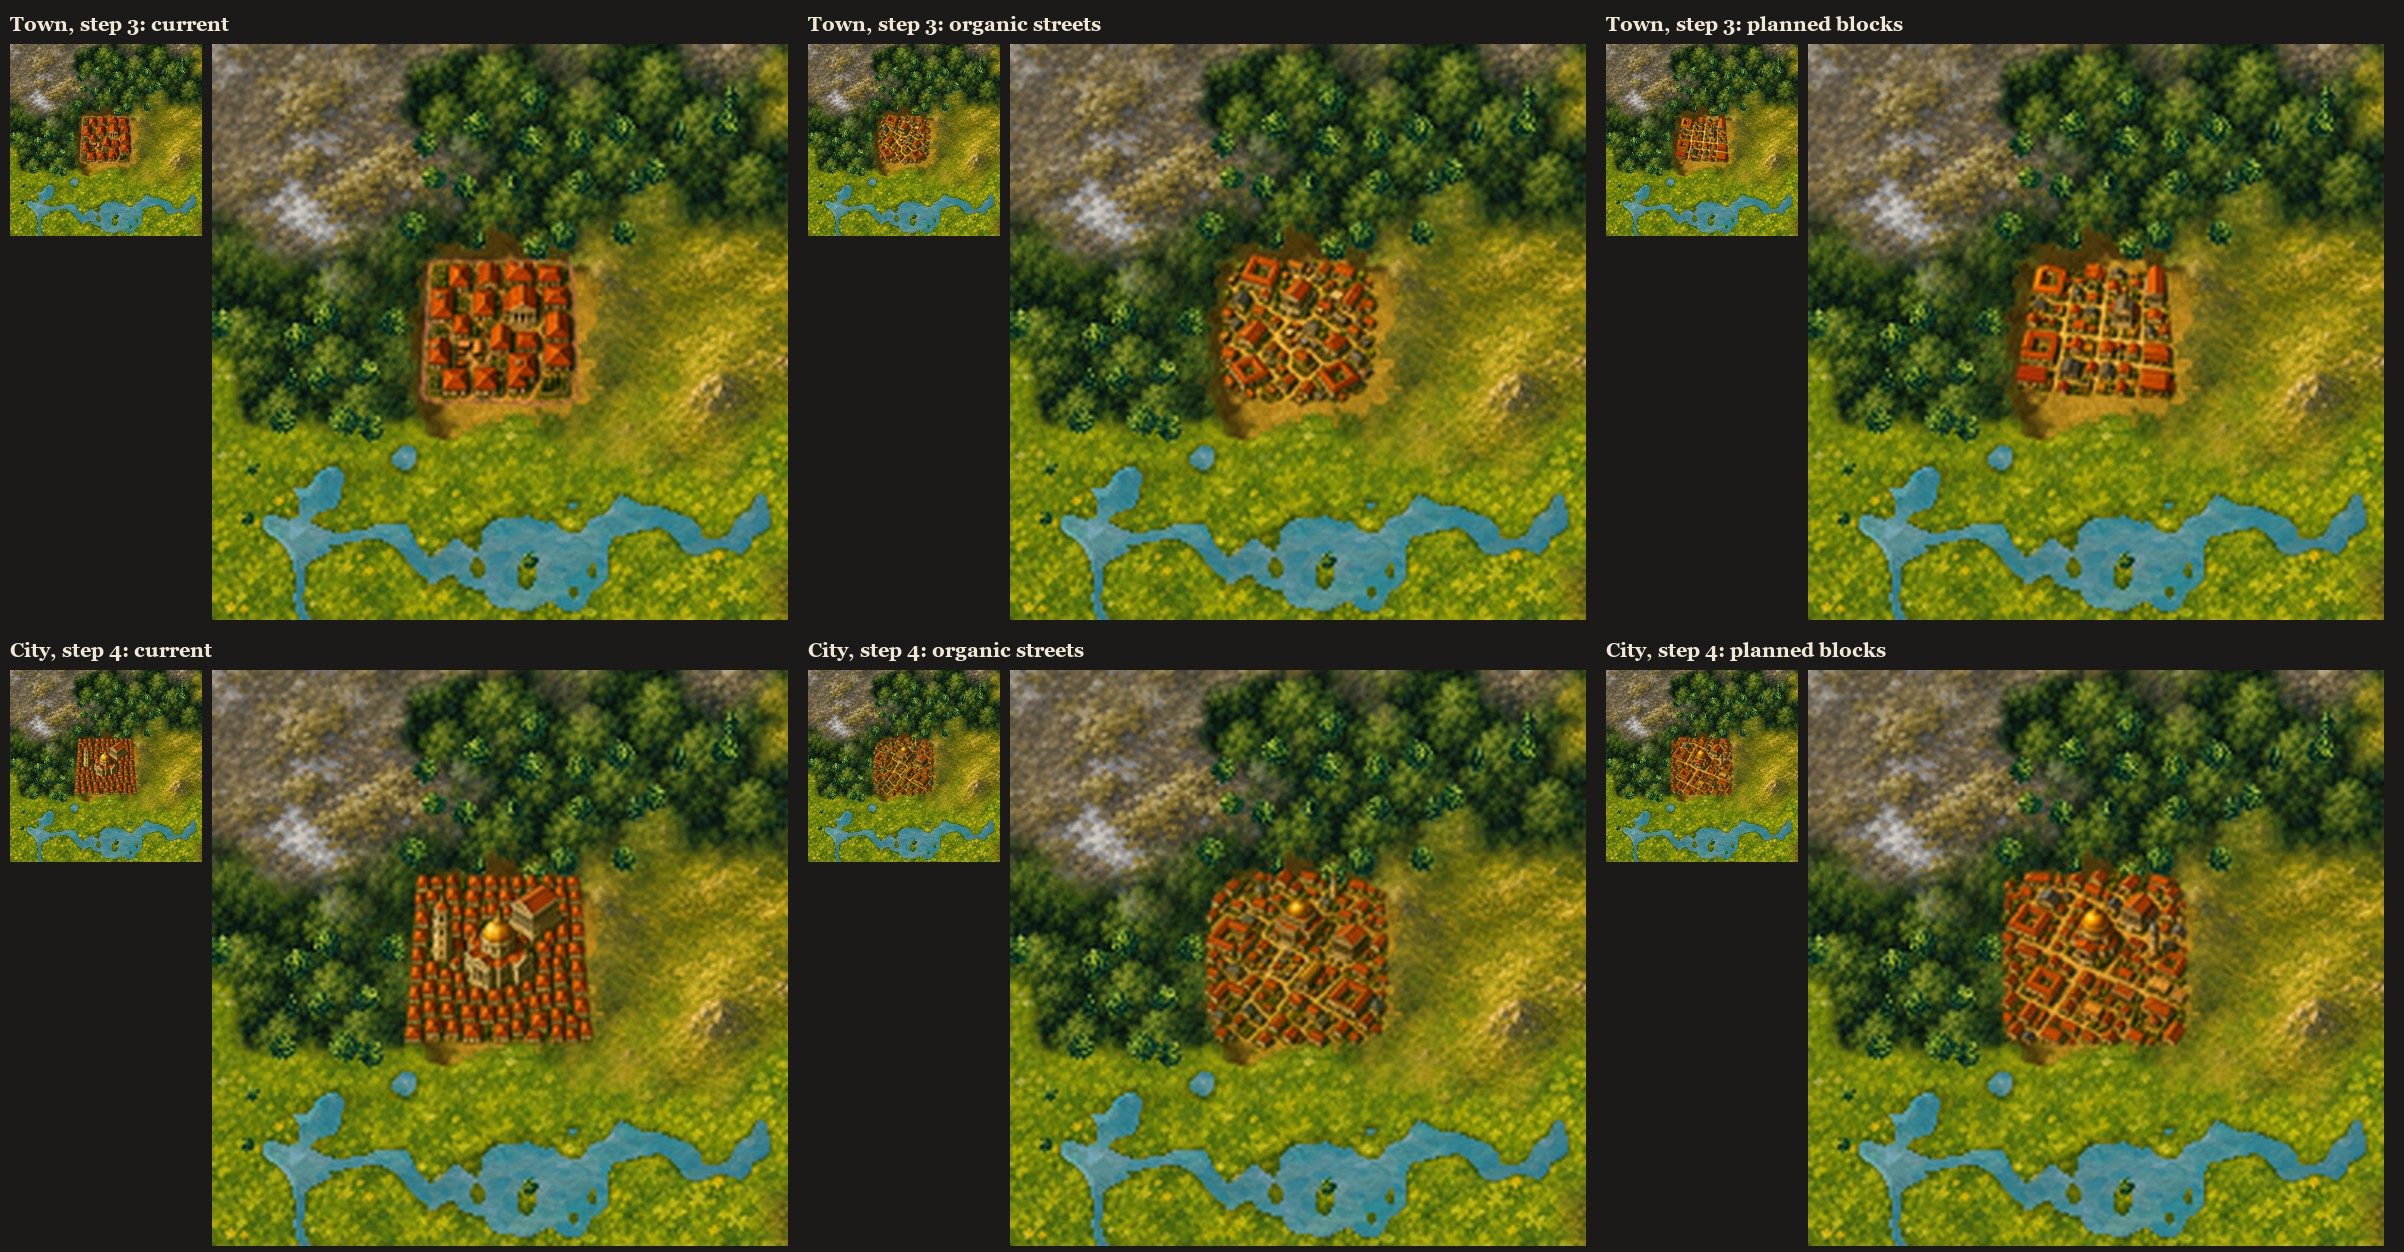 Town, step 3: current
Town, step 3: organic streets
Town, step 3: planned blocks
City, step 4: current
City, step 4: organic streets
City, step 4: planned blocks